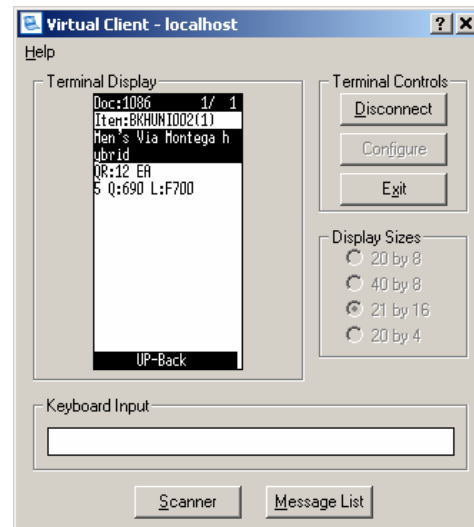 Virtual Client - localhost
Help
Terminal Display
Doc:1086 1/ 1
Item:BKHUNI002(1)
Men's Via Montega h
ybrid
QR:12 EA
5 Q:690 L:F700
UP-Back
Terminal Controls
Disconnect
Configure
Exit
Display Sizes
20 by 8
40 by 8
21 by 16
20 by 4
Keyboard Input
Scanner
Message List